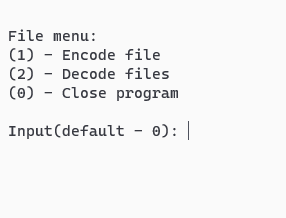 File menu:
(1) - Encode file
(2) - Decode files
(0) - Close program
Input(default - 0):